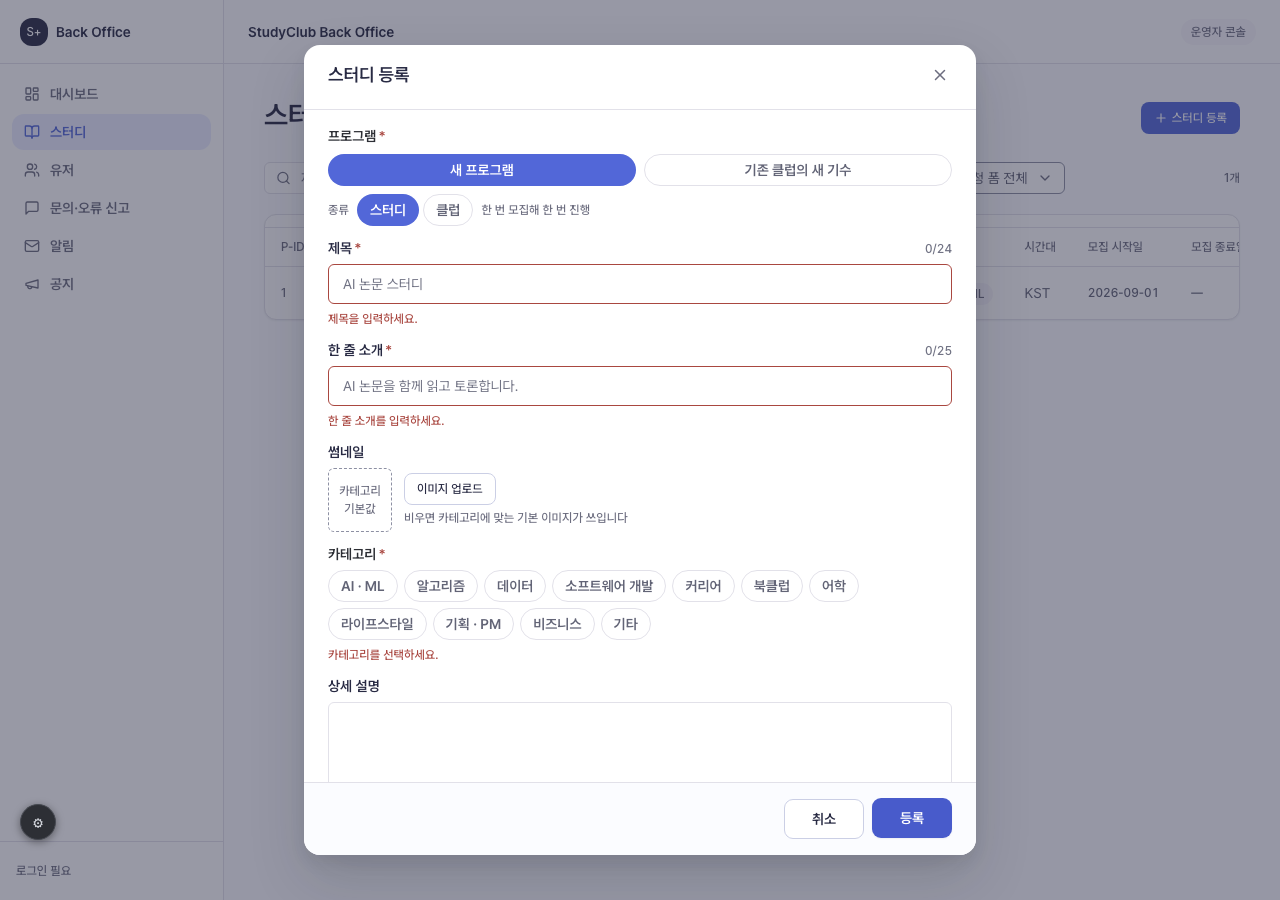 S+ Back Office
StudyClub Back Office
운영자 콘솔
대시보드
스터디
유저
문의·오류 신고
알림
공지
로그인 필요
스터디 등록
1개
폼 전체
P-ID
시간대
모집 시작일
모집 종료
1
KST
2026-09-01
—
스터디 등록
프로그램 *
새 프로그램
기존 클럽의 새 기수
종류
스터디
클럽
한 번 모집해 한 번 진행
제목 *
0/24
AI 논문 스터디
제목을 입력하세요.
한 줄 소개 *
0/25
AI 논문을 함께 읽고 토론합니다.
한 줄 소개를 입력하세요.
썸네일
카테고리
기본값
이미지 업로드
비우면 카테고리에 맞는 기본 이미지가 쓰입니다
카테고리 *
AI · ML
알고리즘
데이터
소프트웨어 개발
커리어
북클럽
어학
라이프스타일
기획 · PM
비즈니스
기타
카테고리를 선택하세요.
상세 설명
취소
등록